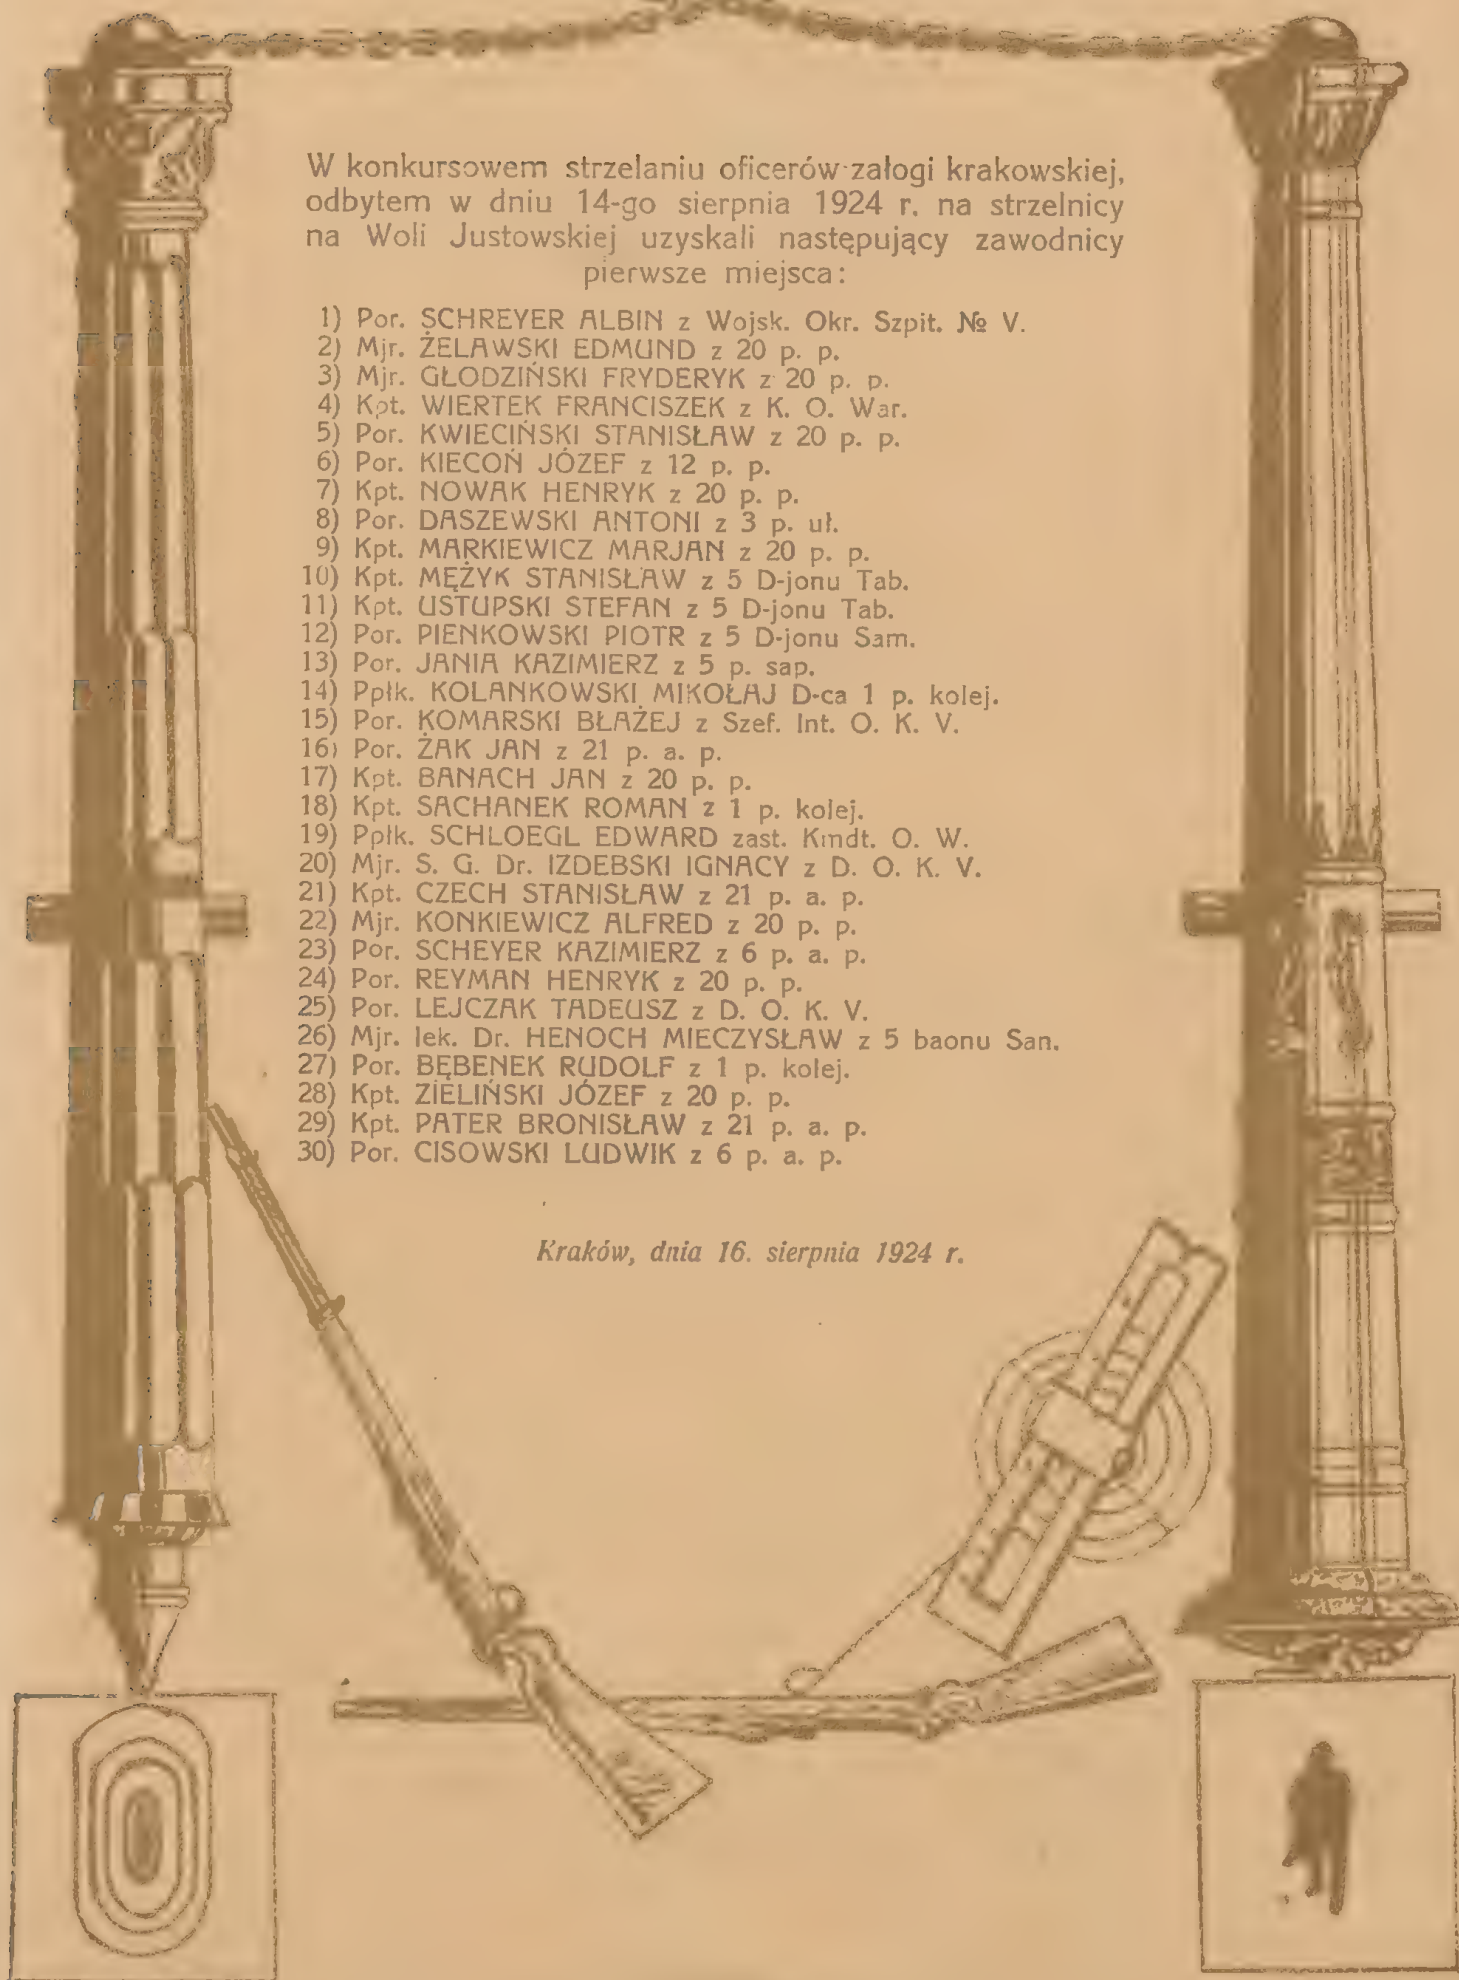 W konkursowem strzelaniu oficerów załogi krakowskiej,
odbytem w dniu 14-go sierpnia 1924 r. na strzelnicy
na Woli Justowskiej uzyskali następujący zawodnicy
pierwsze miejsca:
1) Por. SCHREYER ALBIN z Wojsk. Okr. Szpit. № V.
2) Mjr. ŻELAWSKI EDMUND z 20 p. p.
3) Mjr. GŁODZIŃSKI FRYDERYK z 20 p. p.
4) Kpt. WIERTEK FRANCISZEK z K. O. War.
5) Por. KWIECIŃSKI STANISŁAW z 20 p. p.
6) Por. KIECOŃ JÓZEF z 12 p. p.
7) Kpt. NOWAK HENRYK z 20 p. p.
8) Por. DASZEWSKI ANTONI z 3 p. uł.
9) Kpt. MARKIEWICZ MARJAN z 20 p. p.
10) Kpt. MĘŻYK STANISŁAW z 5 D-jonu Tab.
11) Kpt. USTUPSKI STEFAN z 5 D-jonu Tab.
12) Por. PIENKOWSKI PIOTR z 5 D-jonu Sam.
13) Por. JANIA KAZIMIERZ z 5 p. sap.
14) Ppłk. KOLANKOWSKI MIKOŁAJ D-ca 1 p. kolej.
15) Por. KOMARSKI BŁAŻEJ z Szef. Int. O. K. V.
16) Por. ŻAK JAN z 21 p. a. p.
17) Kpt. BANACH JAN z 20 p. p.
18) Kpt. SACHANEK ROMAN z 1 p. kolej.
19) Ppłk. SCHLOEGL EDWARD zast. Kmdt. O. W.
20) Mjr. S. G. Dr. IZDEBSKI IGNACY z D. O. K. V.
21) Kpt. CZECH STANISŁAW z 21 p. a. p.
22) Mjr. KONKIEWICZ ALFRED z 20 p. p.
23) Por. SCHEYER KAZIMIERZ z 6 p. a. p.
24) Por. REYMAN HENRYK z 20 p. p.
25) Por. LEJCZAK TADEUSZ z D. O. K. V.
26) Mjr. lek. Dr. HENOCH MIECZYSŁAW z 5 baonu San.
27) Por. BĘBENEK RUDOLF z 1 p. kolej.
28) Kpt. ZIELIŃSKI JÓZEF z 20 p. p.
29) Kpt. PATER BRONISŁAW z 21 p. a. p.
30) Por. CISOWSKI LUDWIK z 6 p. a. p.
Kraków, dnia 16. sierpnia 1924 r.